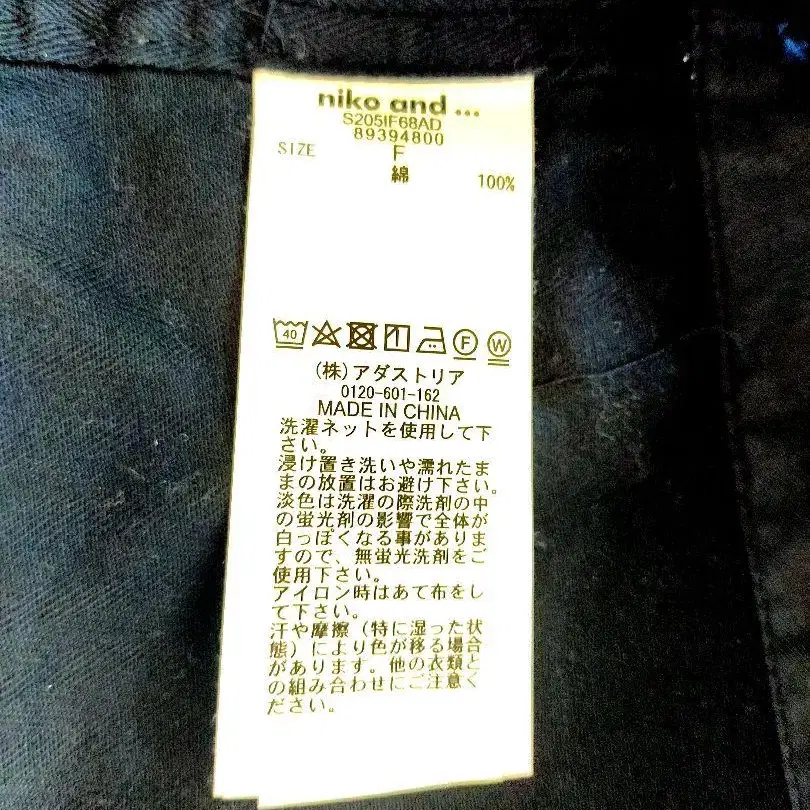 niko and ...
S205IF68AD
89394800
SIZE F
綿 100%
40 F W
(株)アダストリア
0120-601-162
MADE IN CHINA
洗濯ネットを使用して下
さい。
浸け置き洗いや濡れたま
まの放置はお避け下さい。
淡色は洗濯の際洗剤の中
の蛍光剤の影響で全体が
白っぽくなる事がありま
すので、無蛍光洗剤をご
使用下さい。
アイロン時はあて布をし
て下さい。
汗や摩擦(特に湿った状
態)により色が移る場合
があります。他の衣類と
の組み合わせにご注意く
ださい。